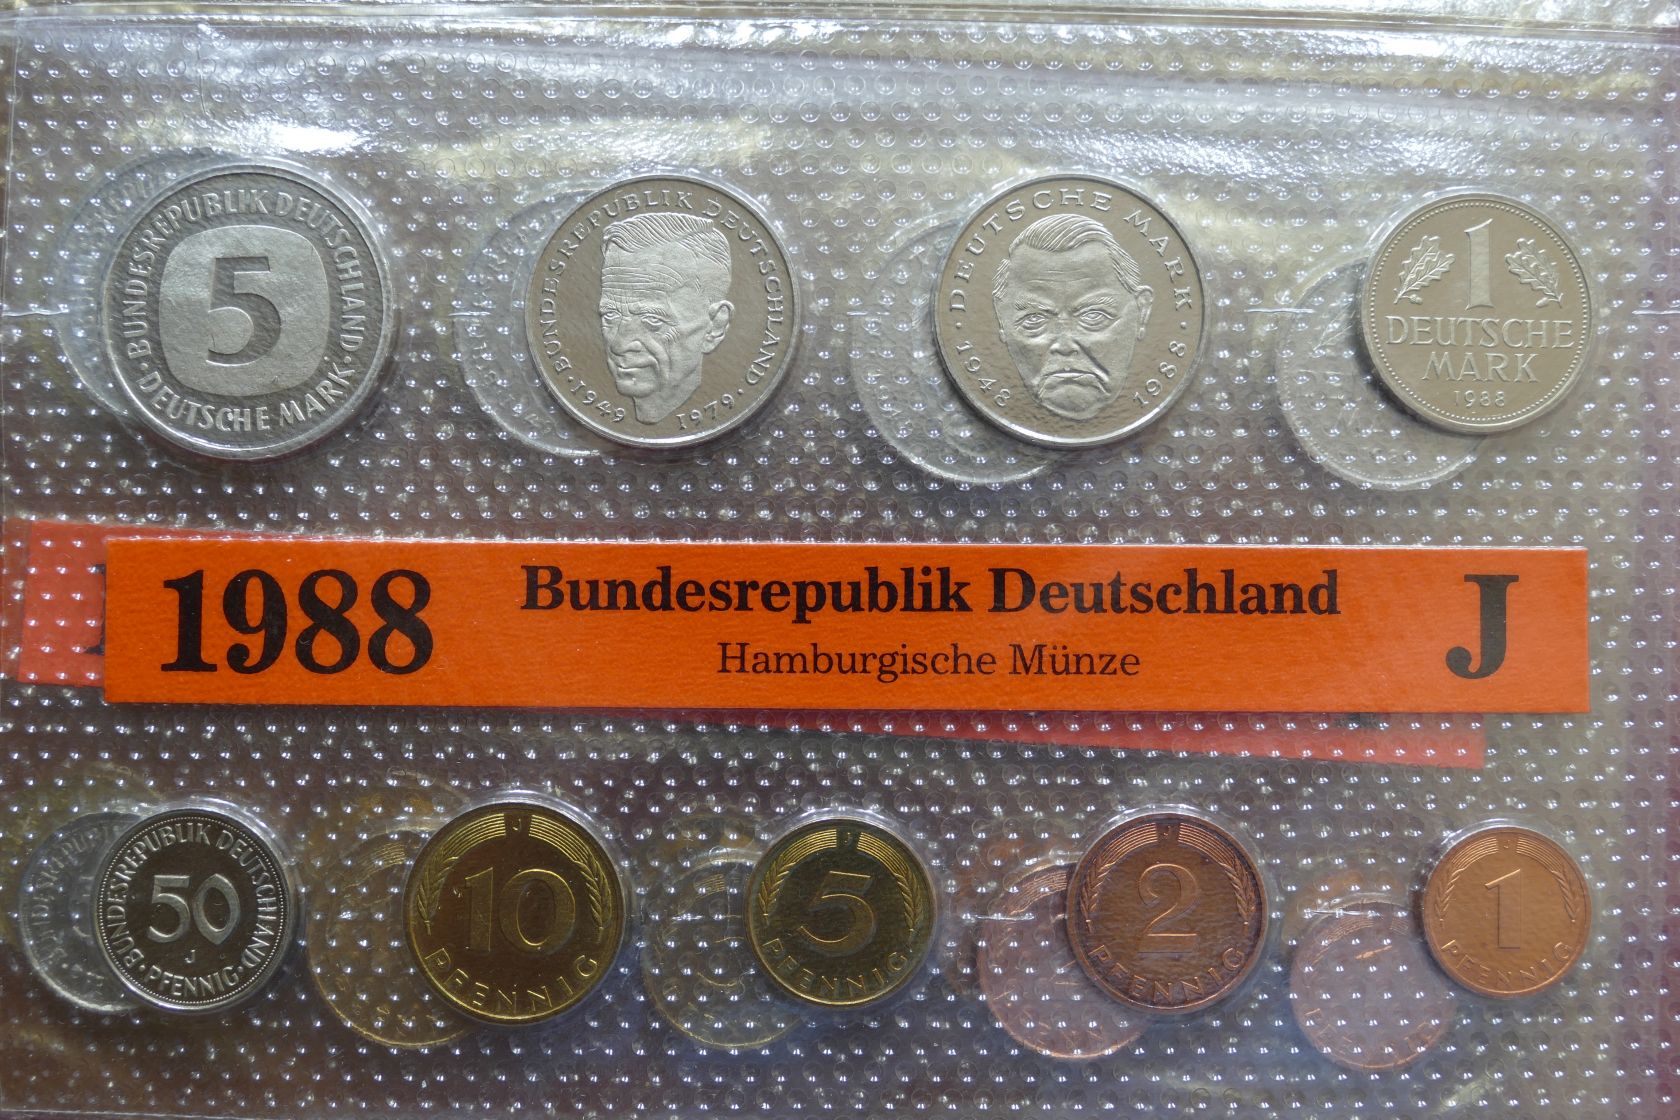 BUNDESREPUBLIK DEUTSCHLAND
5
DEUTSCHE MARK
BUNDESREPUBLIK DEUTSCHLAND
1949 1979
DEUTSCHE MARK
1948 1988
1
DEUTSCHE
MARK
1988
1988
Bundesrepublik Deutschland
Hamburgische Münze
J
BUNDESREPUBLIK DEUTSCHLAND
50
J
PFENNIG
J
10
PFENNIG
J
5
PFENNIG
J
2
PFENNIG
J
1
PFENNIG